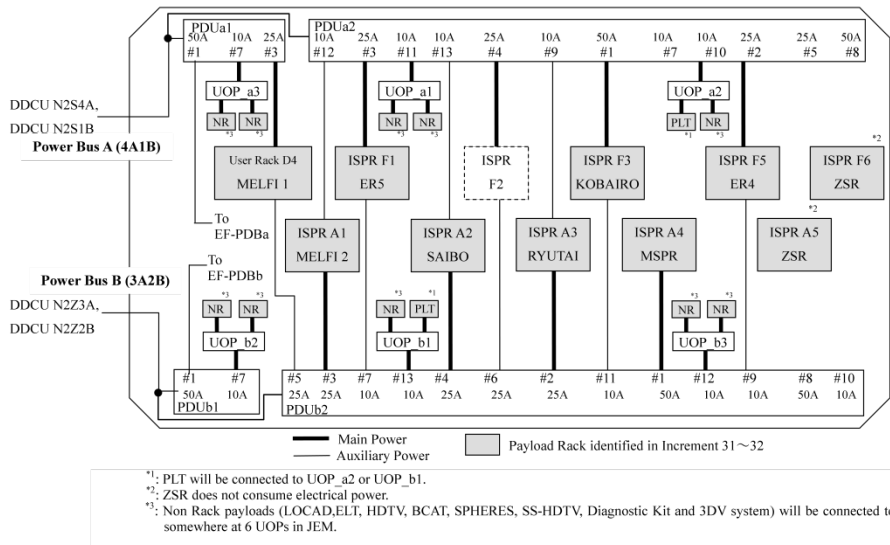 PDUa1
50A 10A 25A
#1 #7 #3
PDUa2
10A 25A 10A 10A 25A 10A 50A 10A 10A 25A 25A 50A
#12 #3 #11 #13 #4 #9 #1 #7 #10 #2 #5 #8
UOP_a3
UOP_a1
UOP_a2
NR NR NR NR PLT NR
*3 *3 *3 *3 *1 *3
DDCU N2S4A,
DDCU N2S1B
Power Bus A (4A1B)
User Rack D4
MELFI 1
ISPR F1
ER5
ISPR
F2
ISPR F3
KOBAIRO
ISPR F5
ER4
*2
ISPR F6
ZSR
To
EF-PDBa
ISPR A1
MELFI 2
ISPR A2
SAIBO
ISPR A3
RYUTAI
ISPR A4
MSPR
*2
ISPR A5
ZSR
To
EF-PDBb
Power Bus B (3A2B)
DDCU N2Z3A,
DDCU N2Z2B
*3 *3 *3 *1 *3 *3
NR NR NR PLT NR NR
UOP_b2
UOP_b1
UOP_b3
#1 #7
50A 10A
PDUb1
#5 #3 #7 #13 #4 #6 #2 #11 #1 #12 #9 #8 #10
25A 25A 10A 10A 25A 25A 25A 10A 50A 10A 10A 50A 25A
PDUb2
Main Power
Auxiliary Power
Payload Rack identified in Increment 31～32
*1: PLT will be connected to UOP_a2 or UOP_b1.
*2: ZSR does not consume electrical power.
*3: Non Rack payloads (LOCAD,ELT, HDTV, BCAT, SPHERES, SS-HDTV, Diagnostic Kit and 3DV system) will be connected to
somewhere at 6 UOPs in JEM.